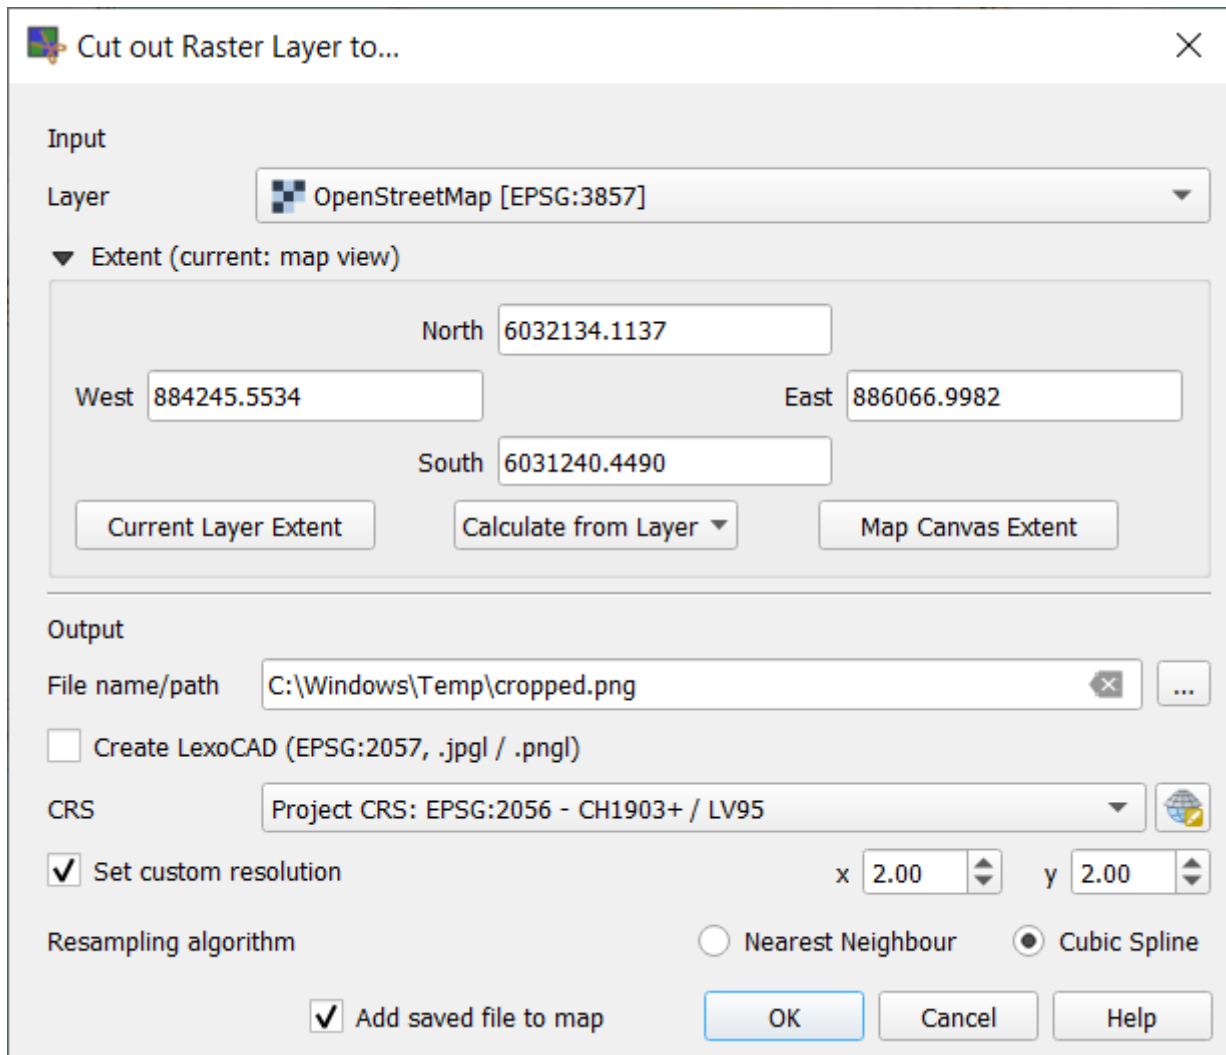 Cut out Raster Layer to...
Input
Layer OpenStreetMap [EPSG:3857]
Extent (current: map view)
North 6032134.1137
West 884245.5534 East 886066.9982
South 6031240.4490
Current Layer Extent Calculate from Layer Map Canvas Extent
Output
File name/path C:\Windows\Temp\cropped.png ...
Create LexoCAD (EPSG:2057, .jpgl / .pngl)
CRS Project CRS: EPSG:2056 - CH1903+ / LV95
Set custom resolution x 2.00 y 2.00
Resampling algorithm Nearest Neighbour Cubic Spline
Add saved file to map OK Cancel Help